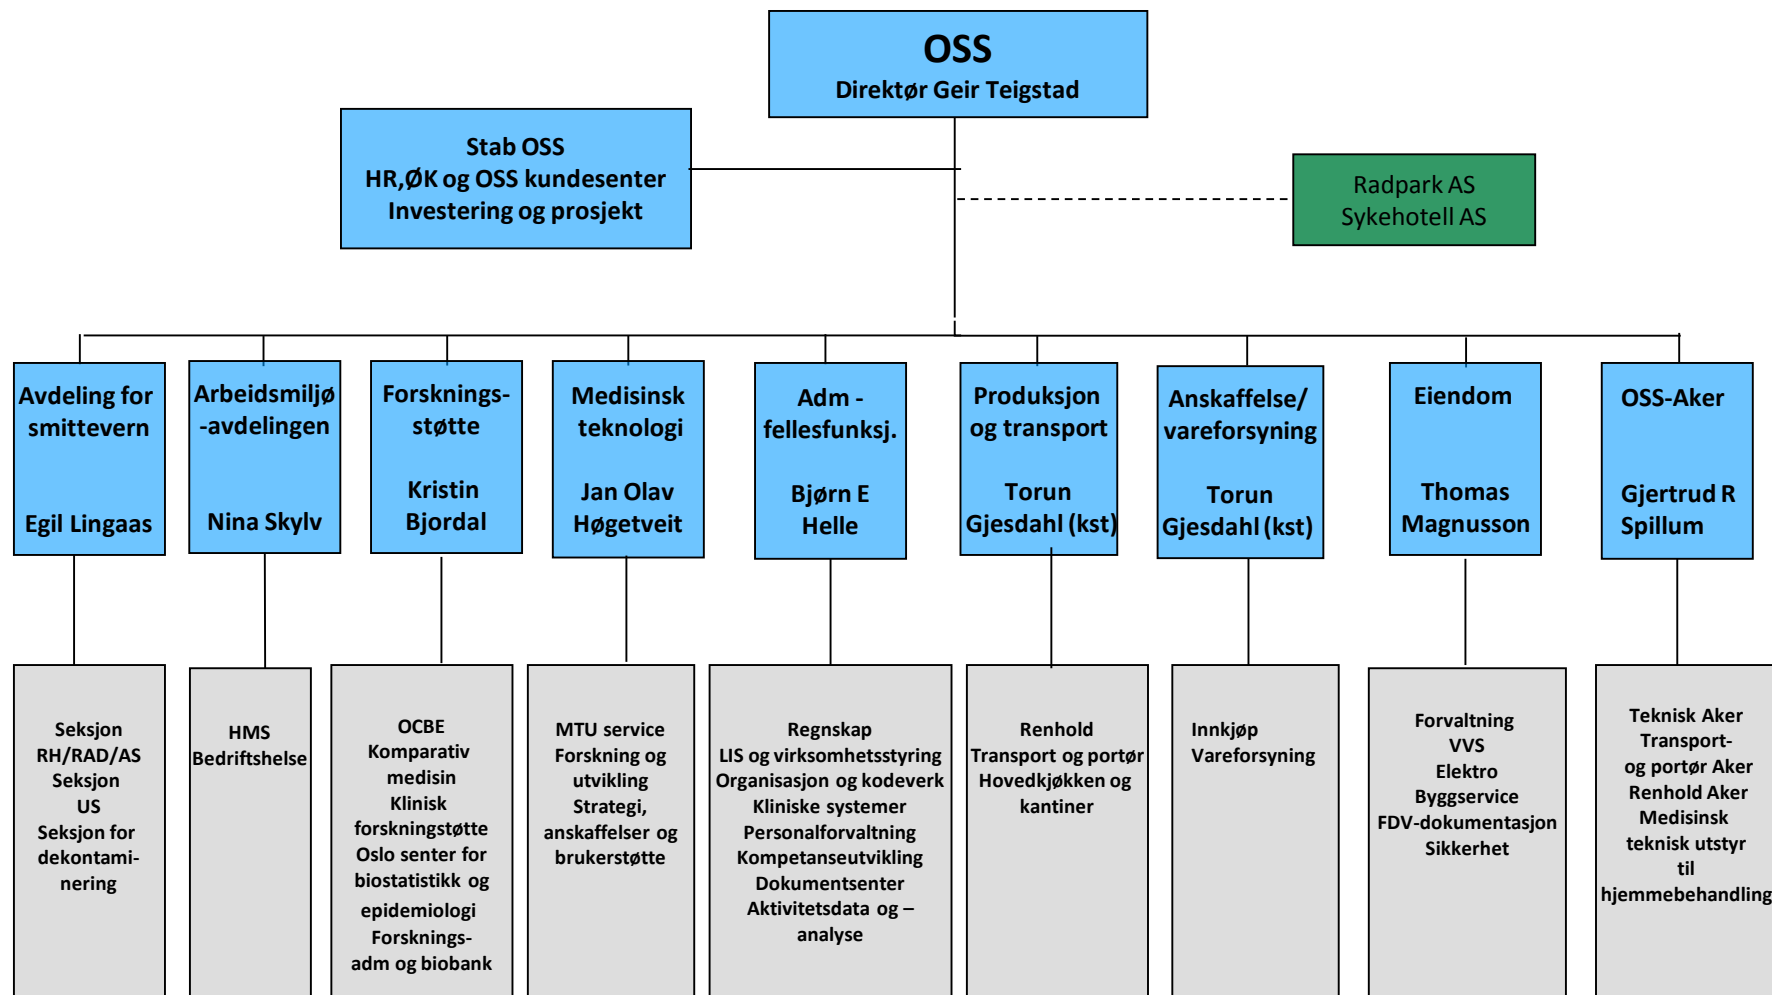 OSS
Direktør Geir Teigstad
Stab OSS
HR,ØK og OSS kundesenter
Investering og prosjekt
Radpark AS
Sykehotell AS
Avdeling for
smittevern
Egil Lingaas
Arbeidsmiljø
-avdelingen
Nina Skylv
Forsknings-
støtte
Kristin
Bjordal
Medisinsk
teknologi
Jan Olav
Høgetveit
Adm -
fellesfunksj.
Bjørn E
Helle
Produksjon
og transport
Torun
Gjesdahl (kst)
Anskaffelse/
vareforsyning
Torun
Gjesdahl (kst)
Eiendom
Thomas
Magnusson
OSS-Aker
Gjertrud R
Spillum
Seksjon
RH/RAD/AS
Seksjon
US
Seksjon for
dekontami-
nering
HMS
Bedriftshelse
OCBE
Komparativ
medisin
Klinisk
forskningstøtte
Oslo senter for
biostatistikk og
epidemiologi
Forsknings-
adm og biobank
MTU service
Forskning og
utvikling
Strategi,
anskaffelser og
brukerstøtte
Regnskap
LIS og virksomhetsstyring
Organisasjon og kodeverk
Kliniske systemer
Personalforvaltning
Kompetanseutvikling
Dokumentsenter
Aktivitetsdata og –
analyse
Renhold
Transport og portør
Hovedkjøkken og
kantiner
Innkjøp
Vareforsyning
Forvaltning
VVS
Elektro
Byggservice
FDV-dokumentasjon
Sikkerhet
Teknisk Aker
Transport-
og portør Aker
Renhold Aker
Medisinsk
teknisk utstyr
til
hjemmebehandling